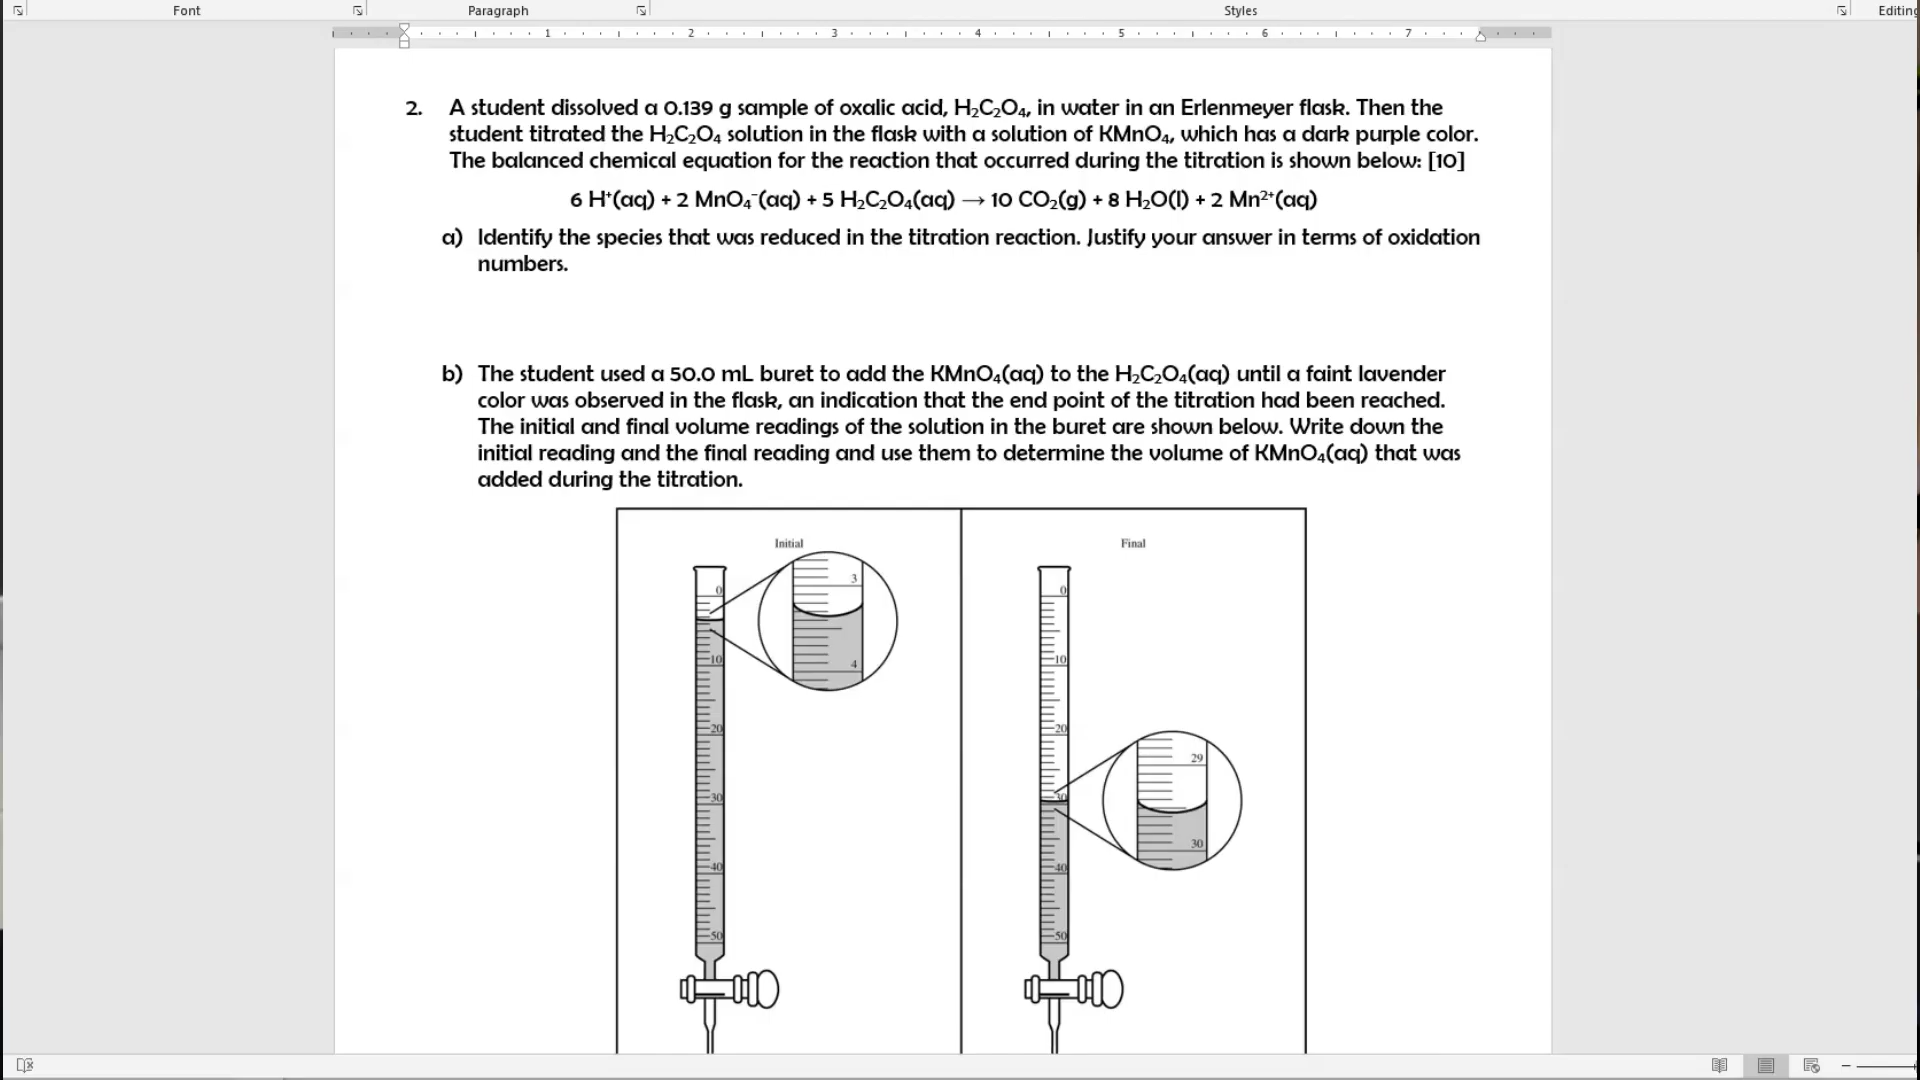 Font Paragraph Styles Editing
1 2 3 4 5 6 7
2. A student dissolved a 0.139 g sample of oxalic acid, H₂C₂O₄, in water in an Erlenmeyer flask. Then the
student titrated the H₂C₂O₄ solution in the flask with a solution of KMnO₄, which has a dark purple color.
The balanced chemical equation for the reaction that occurred during the titration is shown below: [10]
6 H⁺(aq) + 2 MnO₄⁻(aq) + 5 H₂C₂O₄(aq) → 10 CO₂(g) + 8 H₂O(l) + 2 Mn²⁺(aq)
a) Identify the species that was reduced in the titration reaction. Justify your answer in terms of oxidation
numbers.
b) The student used a 50.0 mL buret to add the KMnO₄(aq) to the H₂C₂O₄(aq) until a faint lavender
color was observed in the flask, an indication that the end point of the titration had been reached.
The initial and final volume readings of the solution in the buret are shown below. Write down the
initial reading and the final reading and use them to determine the volume of KMnO₄(aq) that was
added during the titration.
Initial
0
10
20
30
40
50
3
4
Final
0
10
20
30
40
50
29
30